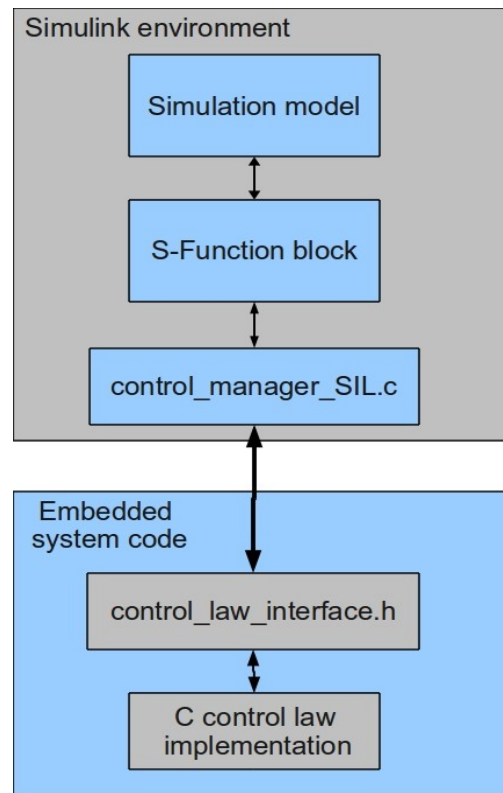 Simulink environment
Simulation model
S-Function block
control_manager_SIL.c
Embedded
system code
control_law_interface.h
C control law
implementation